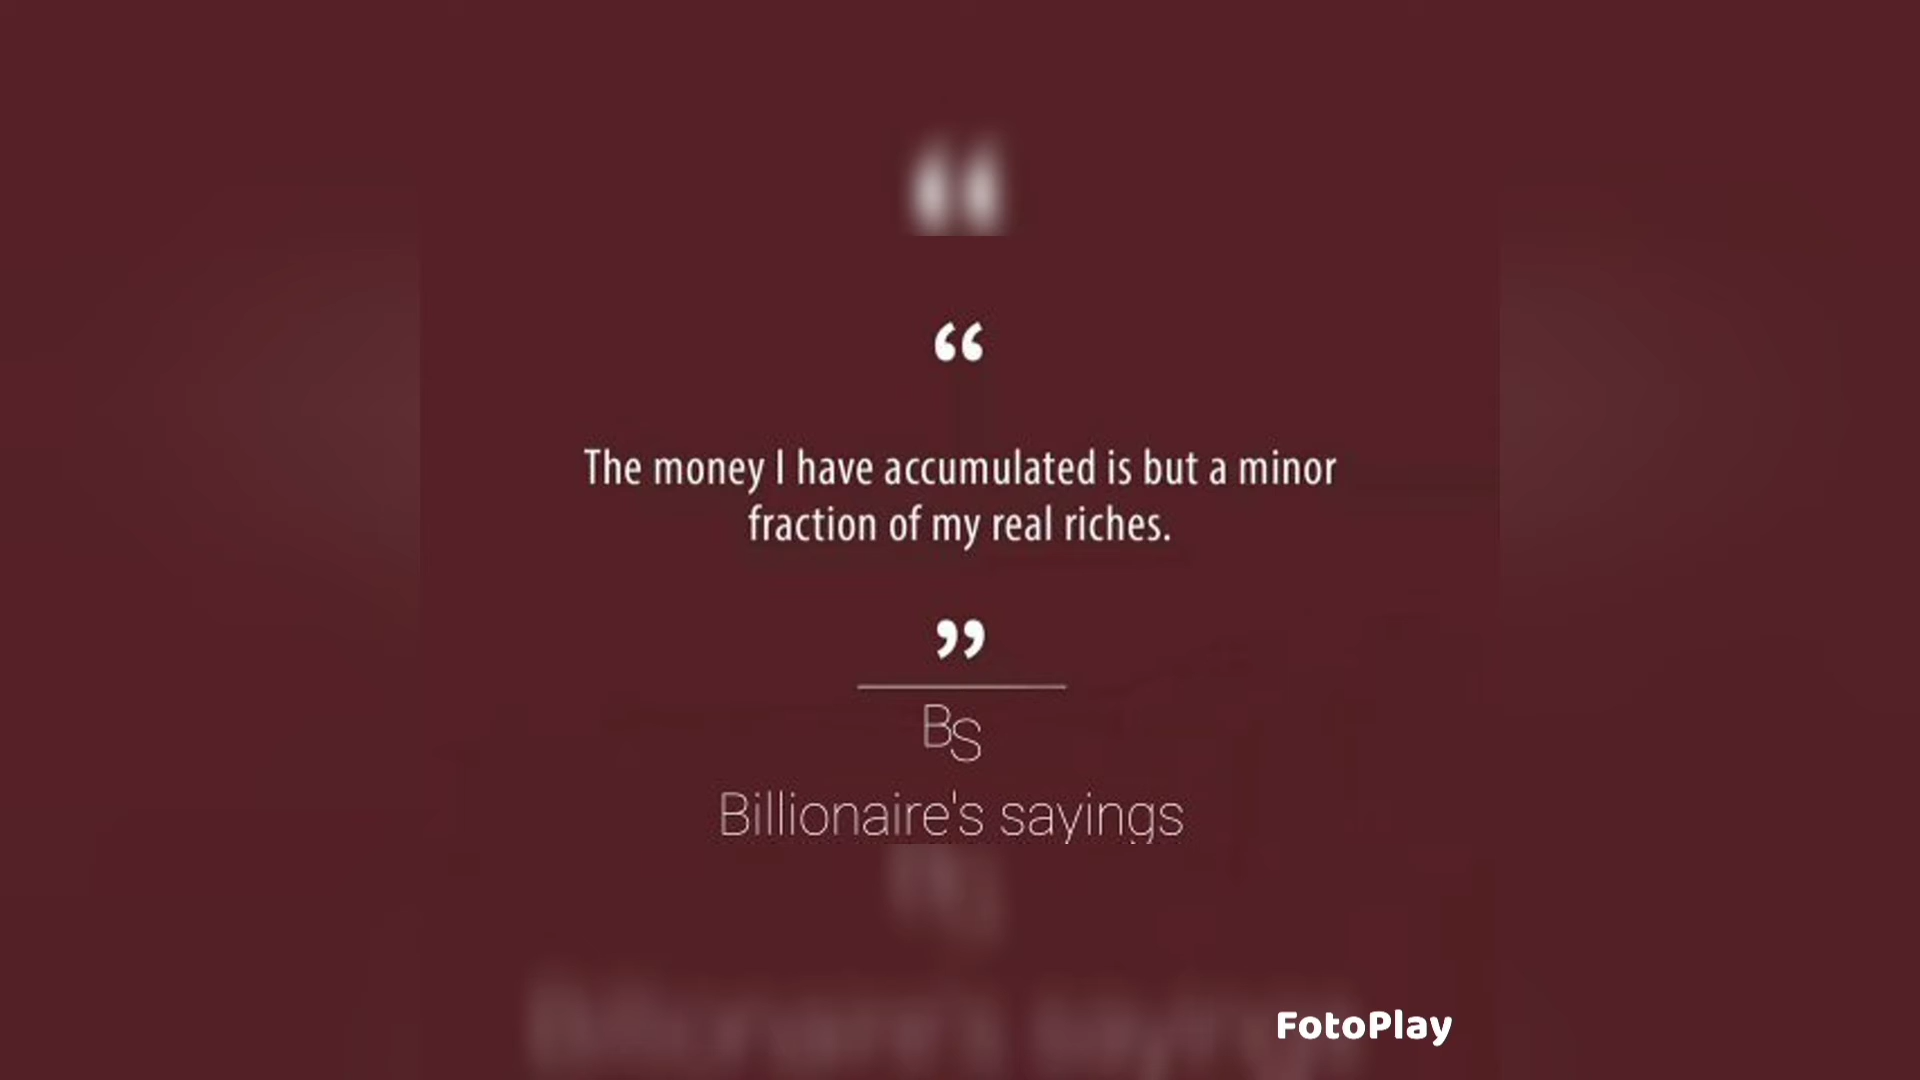 “
The money I have accumulated is but a minor
fraction of my real riches.
”
BS
Billionaire's sayings
FotoPlay